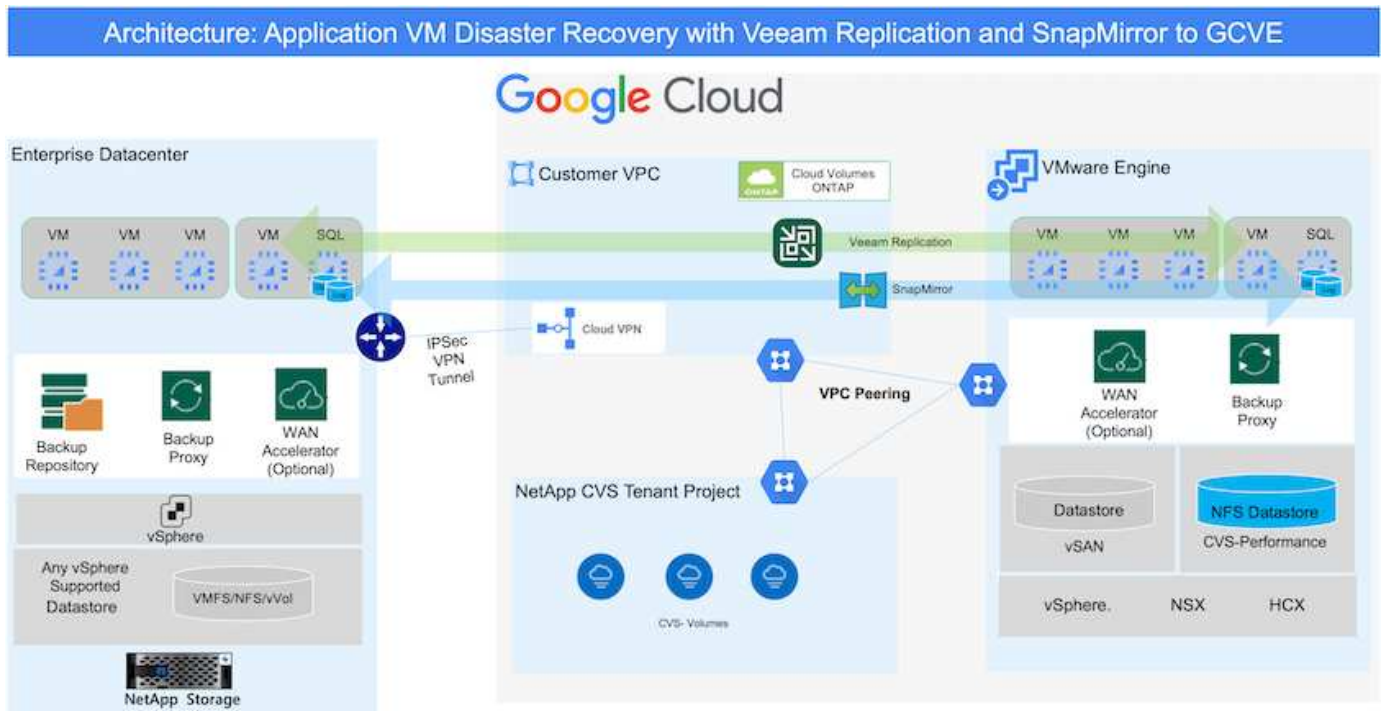 Architecture: Application VM Disaster Recovery with Veeam Replication and SnapMirror to GCVE
Google Cloud
Enterprise Datacenter
VM VM VM VM SQL
IPSec
VPN
Tunnel
Backup
Repository
Backup
Proxy
WAN
Accelerator
(Optional)
vSphere
Any vSphere
Supported
Datastore
VMFS/NFS/vVol
NetApp Storage
Customer VPC
ONTAP
Cloud Volumes
ONTAP
Veeam Replication
SnapMirror
Cloud VPN
VPC Peering
NetApp CVS Tenant Project
CVS- Volumes
VMware Engine
VM VM VM VM SQL
WAN
Accelerator
(Optional)
Backup
Proxy
Datastore
vSAN
NFS Datastore
CVS-Performance
vSphere. NSX HCX